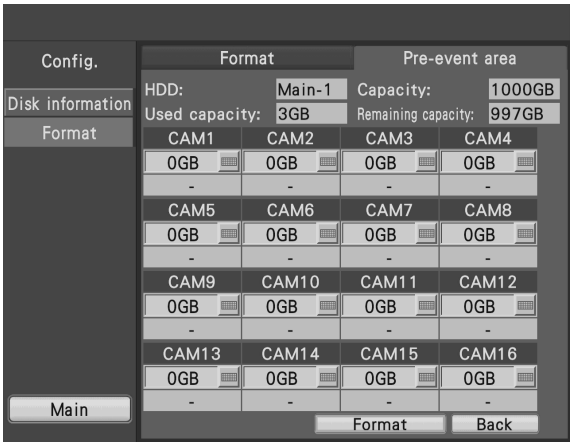 Config.
Format Pre-event area
Disk information
Format
HDD: Main-1 Capacity: 1000GB
Used capacity: 3GB Remaining capacity: 997GB
CAM1 CAM2 CAM3 CAM4
0GB 0GB 0GB 0GB
- - - -
CAM5 CAM6 CAM7 CAM8
0GB 0GB 0GB 0GB
- - - -
CAM9 CAM10 CAM11 CAM12
0GB 0GB 0GB 0GB
- - - -
CAM13 CAM14 CAM15 CAM16
0GB 0GB 0GB 0GB
- - - -
Main
Format Back